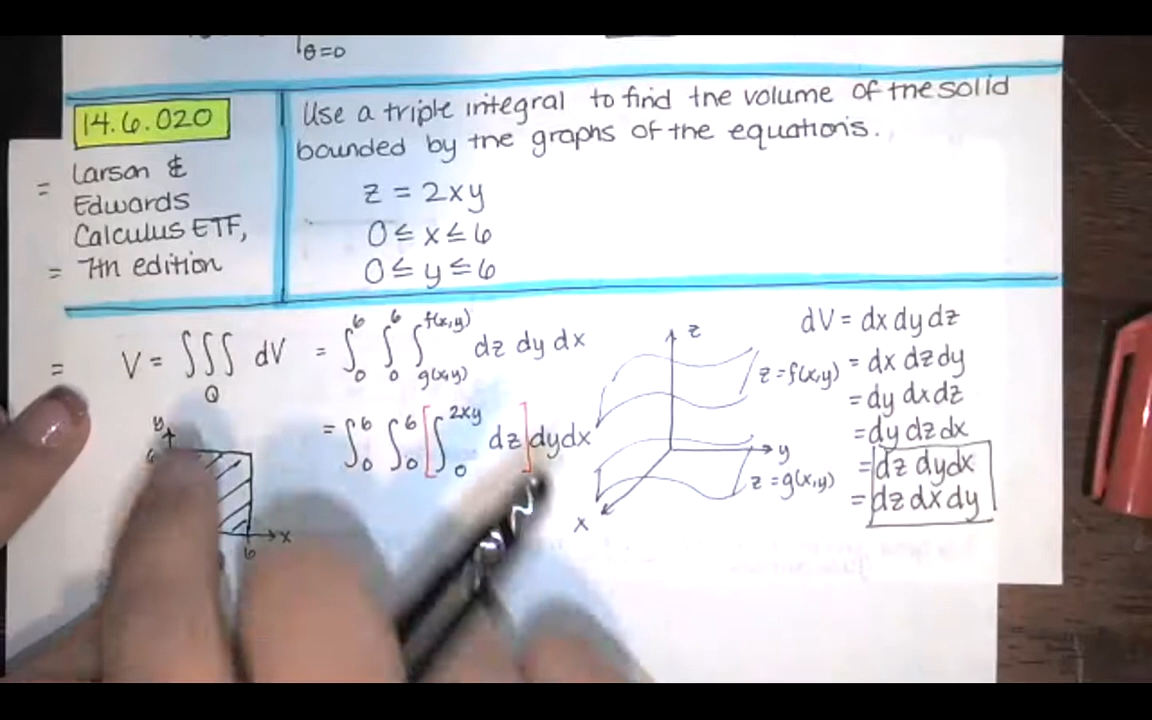 θ=0
14.6.020
Larson &
Edwards
Calculus ETF,
7th edition
Use a triple integral to find the volume of the solid
bounded by the graphs of the equations.
z = 2xy
0 ≤ x ≤ 6
0 ≤ y ≤ 6
V = ∭_Q dV = ∫_0^6 ∫_0^6 ∫_{g(x,y)}^{f(x,y)} dz dy dx
= ∫_0^6 ∫_0^6 [∫_0^{2xy} dz] dy dx
y
6
x
z
z = f(x,y)
y
z = g(x,y)
x
dV = dx dy dz
= dx dz dy
= dy dx dz
= dy dz dx
= dz dy dx
= dz dx dy